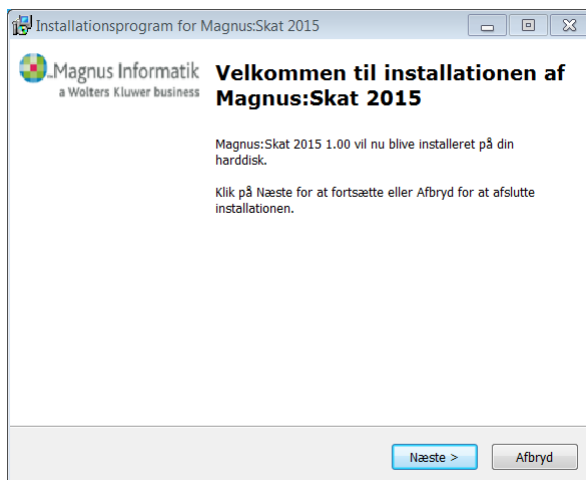 Installationsprogram for Magnus:Skat 2015
Magnus Informatik
a Wolters Kluwer business
Velkommen til installationen af
Magnus:Skat 2015
Magnus:Skat 2015 1.00 vil nu blive installeret på din
harddisk.
Klik på Næste for at fortsætte eller Afbryd for at afslutte
installationen.
Næste >
Afbryd